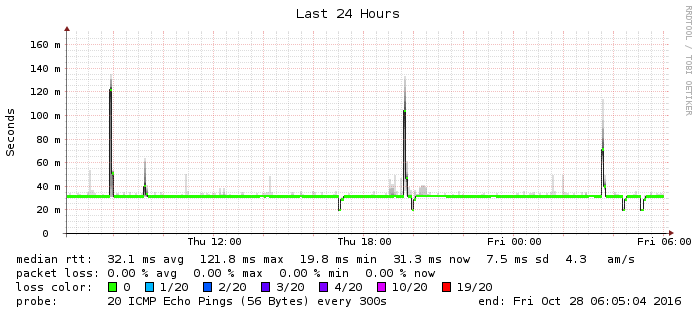 Last 24 Hours
RRDTOOL / TOBI OETIKER
Seconds
160 m
140 m
120 m
100 m
80 m
60 m
40 m
20 m
0
Thu 12:00 Thu 18:00 Fri 00:00 Fri 06:00
median rtt: 32.1 ms avg 121.8 ms max 19.8 ms min 31.3 ms now 7.5 ms sd 4.3 am/s
packet loss: 0.00 % avg 0.00 % max 0.00 % min 0.00 % now
loss color: 0 1/20 2/20 3/20 4/20 10/20 19/20
probe: 20 ICMP Echo Pings (56 Bytes) every 300s end: Fri Oct 28 06:05:04 2016